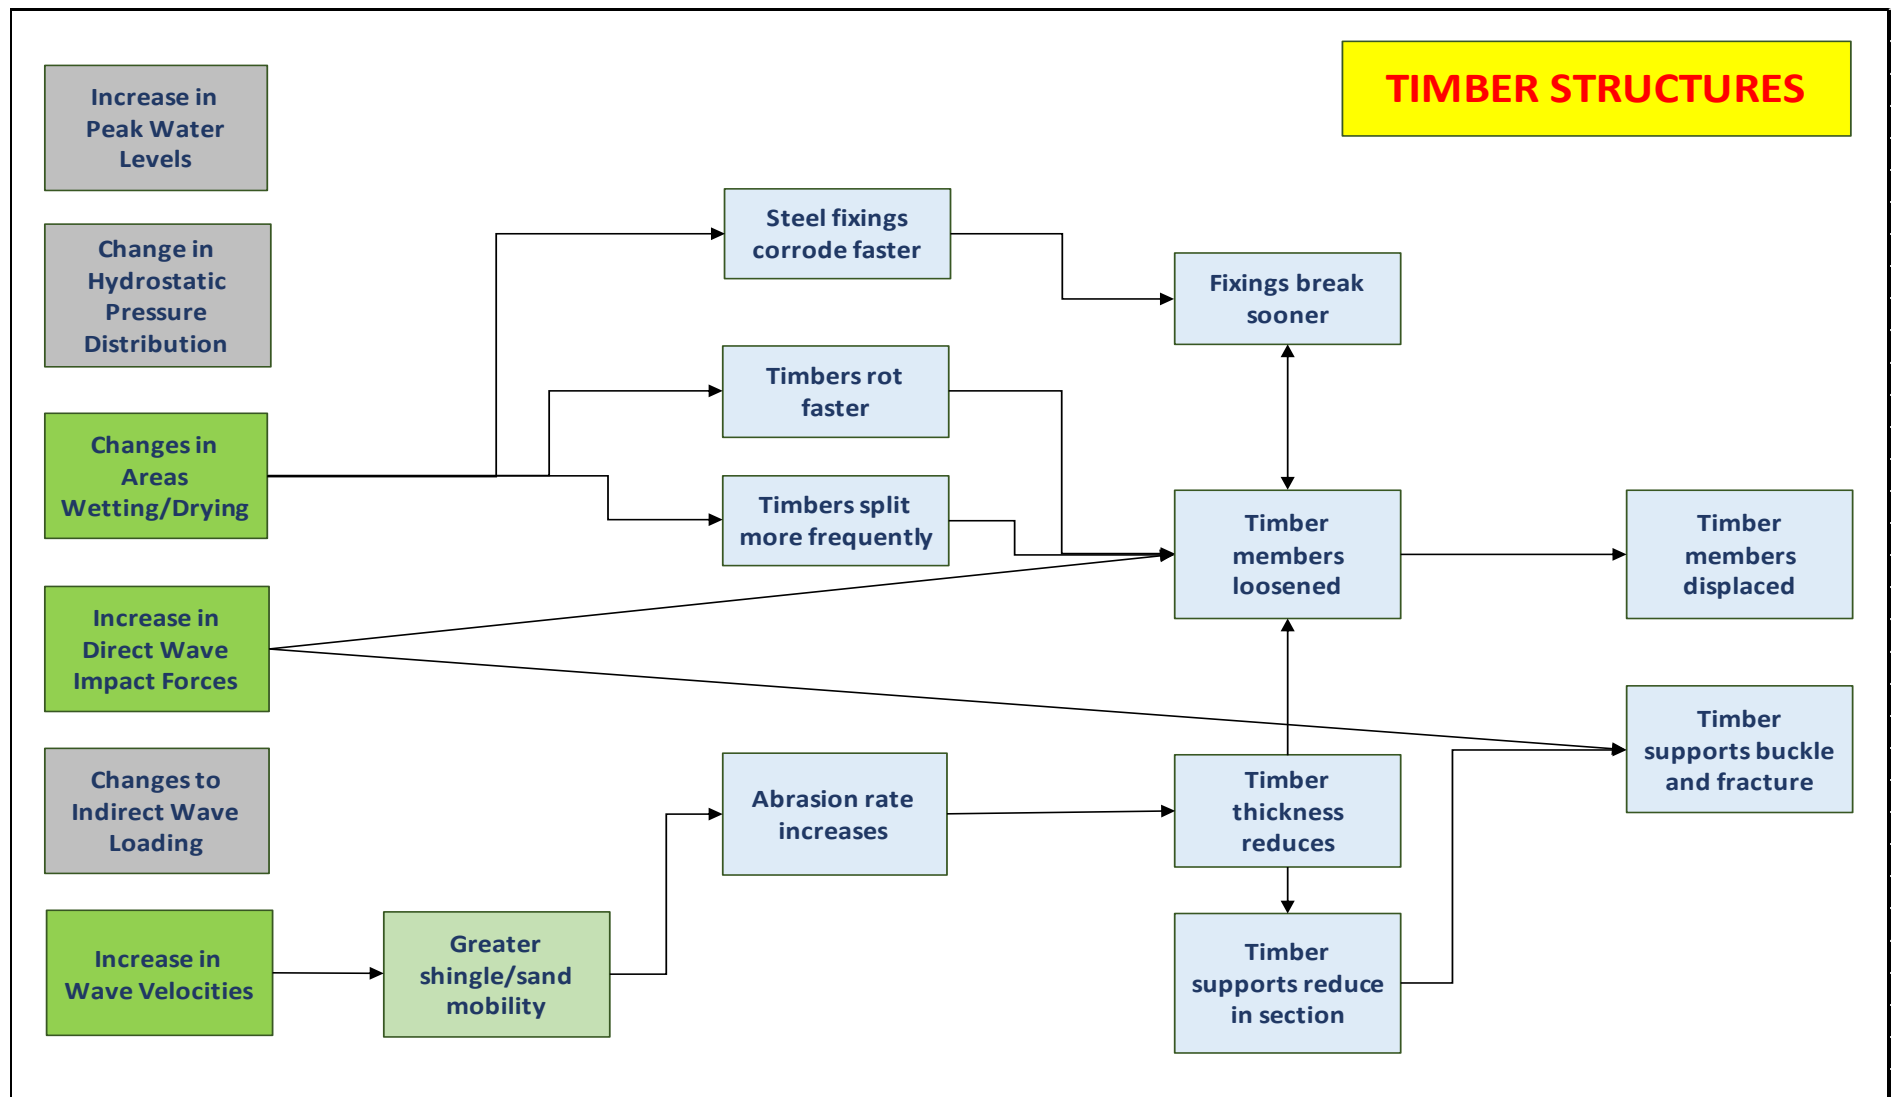 TIMBER STRUCTURES
Increase in
Peak Water
Levels
Change in
Hydrostatic
Pressure
Distribution
Changes in
Areas
Wetting/Drying
Increase in
Direct Wave
Impact Forces
Changes to
Indirect Wave
Loading
Increase in
Wave Velocities
Greater
shingle/sand
mobility
Steel fixings
corrode faster
Timbers rot
faster
Timbers split
more frequently
Abrasion rate
increases
Fixings break
sooner
Timber
members
loosened
Timber
thickness
reduces
Timber
supports reduce
in section
Timber
members
displaced
Timber
supports buckle
and fracture